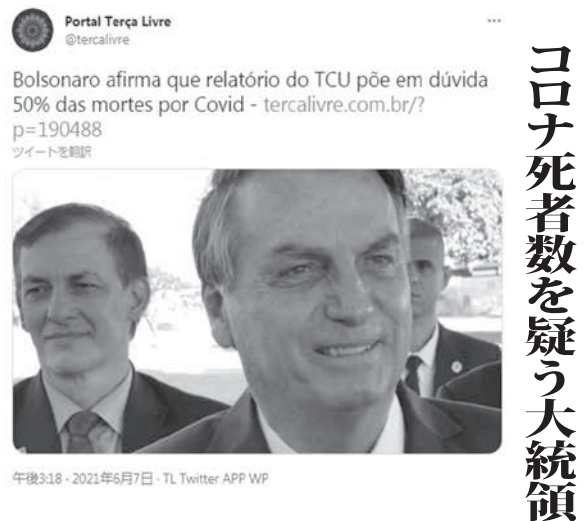 Portal Terça Livre
@tercalivre
Bolsonaro afirma que relatório do TCU põe em dúvida
50% das mortes por Covid - tercalivre.com.br/?
p=190488
ツイートを翻訳
午後3:18 · 2021年6月7日 · TL Twitter APP WP
コロナ死者数を疑う大統領